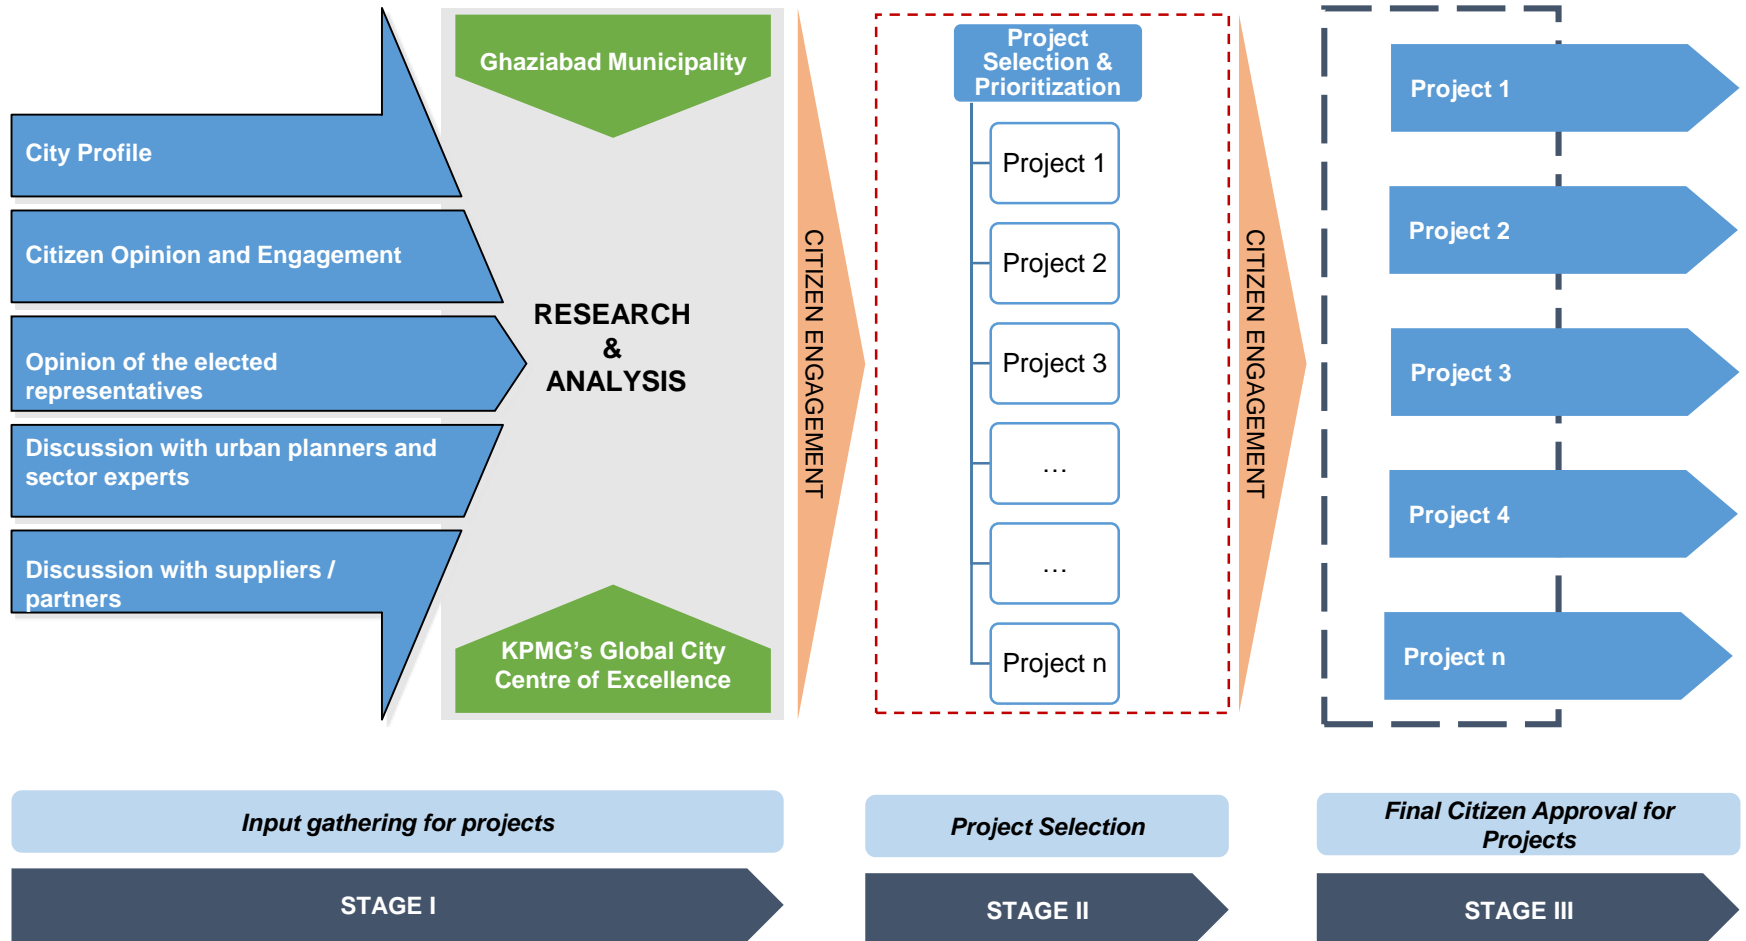 Ghaziabad Municipality
City Profile
Citizen Opinion and Engagement
Opinion of the elected
representatives
Discussion with urban planners and
sector experts
Discussion with suppliers /
partners
RESEARCH
&
ANALYSIS
KPMG’s Global City
Centre of Excellence
CITIZEN ENGAGEMENT
Project
Selection &
Prioritization
Project 1
Project 2
Project 3
…
…
Project n
CITIZEN ENGAGEMENT
Project 1
Project 2
Project 3
Project 4
Project n
Input gathering for projects
Project Selection
Final Citizen Approval for
Projects
STAGE I
STAGE II
STAGE III